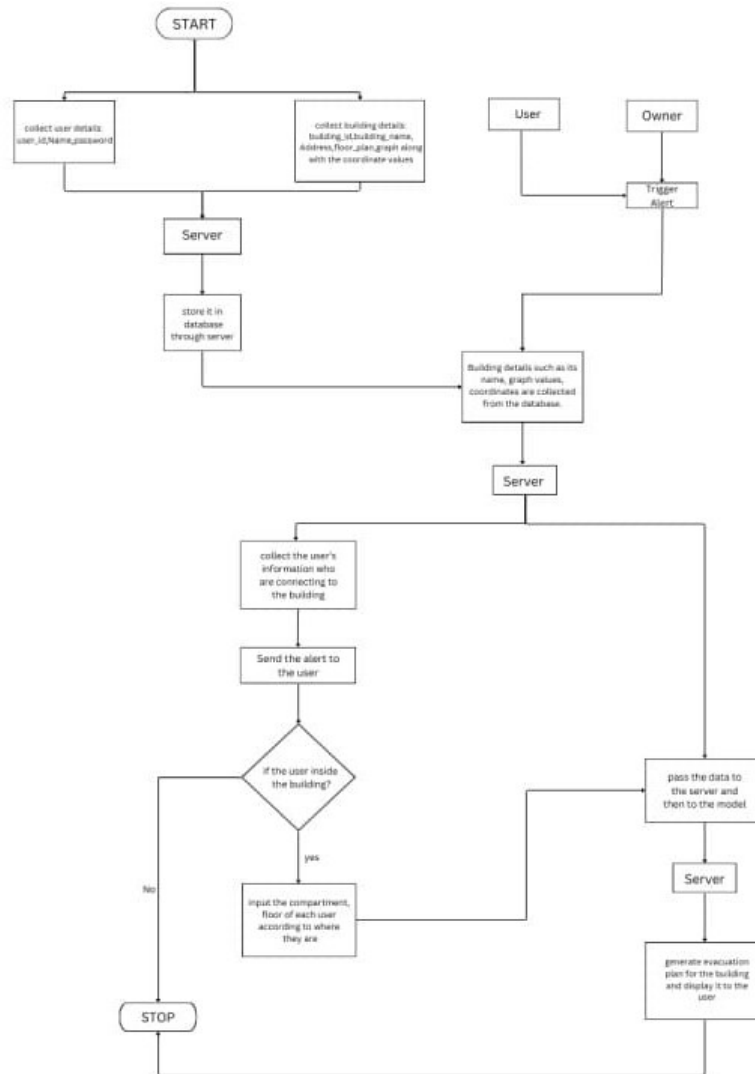 START
collect user details:
user_id,Name,password
collect building details:
building_id,building_name,
Address,floor_plan,graph along
with the coordinate values
User
Owner
Trigger
Alert
Server
store it in
database
through server
Building details such as its
name, graph values,
coordinates are collected
from the database.
Server
collect the user's
information who
are connecting to
the building
Send the alert to
the user
if the user inside
the building?
pass the data to
the server and
then to the model
yes
No
input the compartment,
floor of each user
according to where
they are
Server
generate evacuation
plan for the building
and display it to the
user
STOP